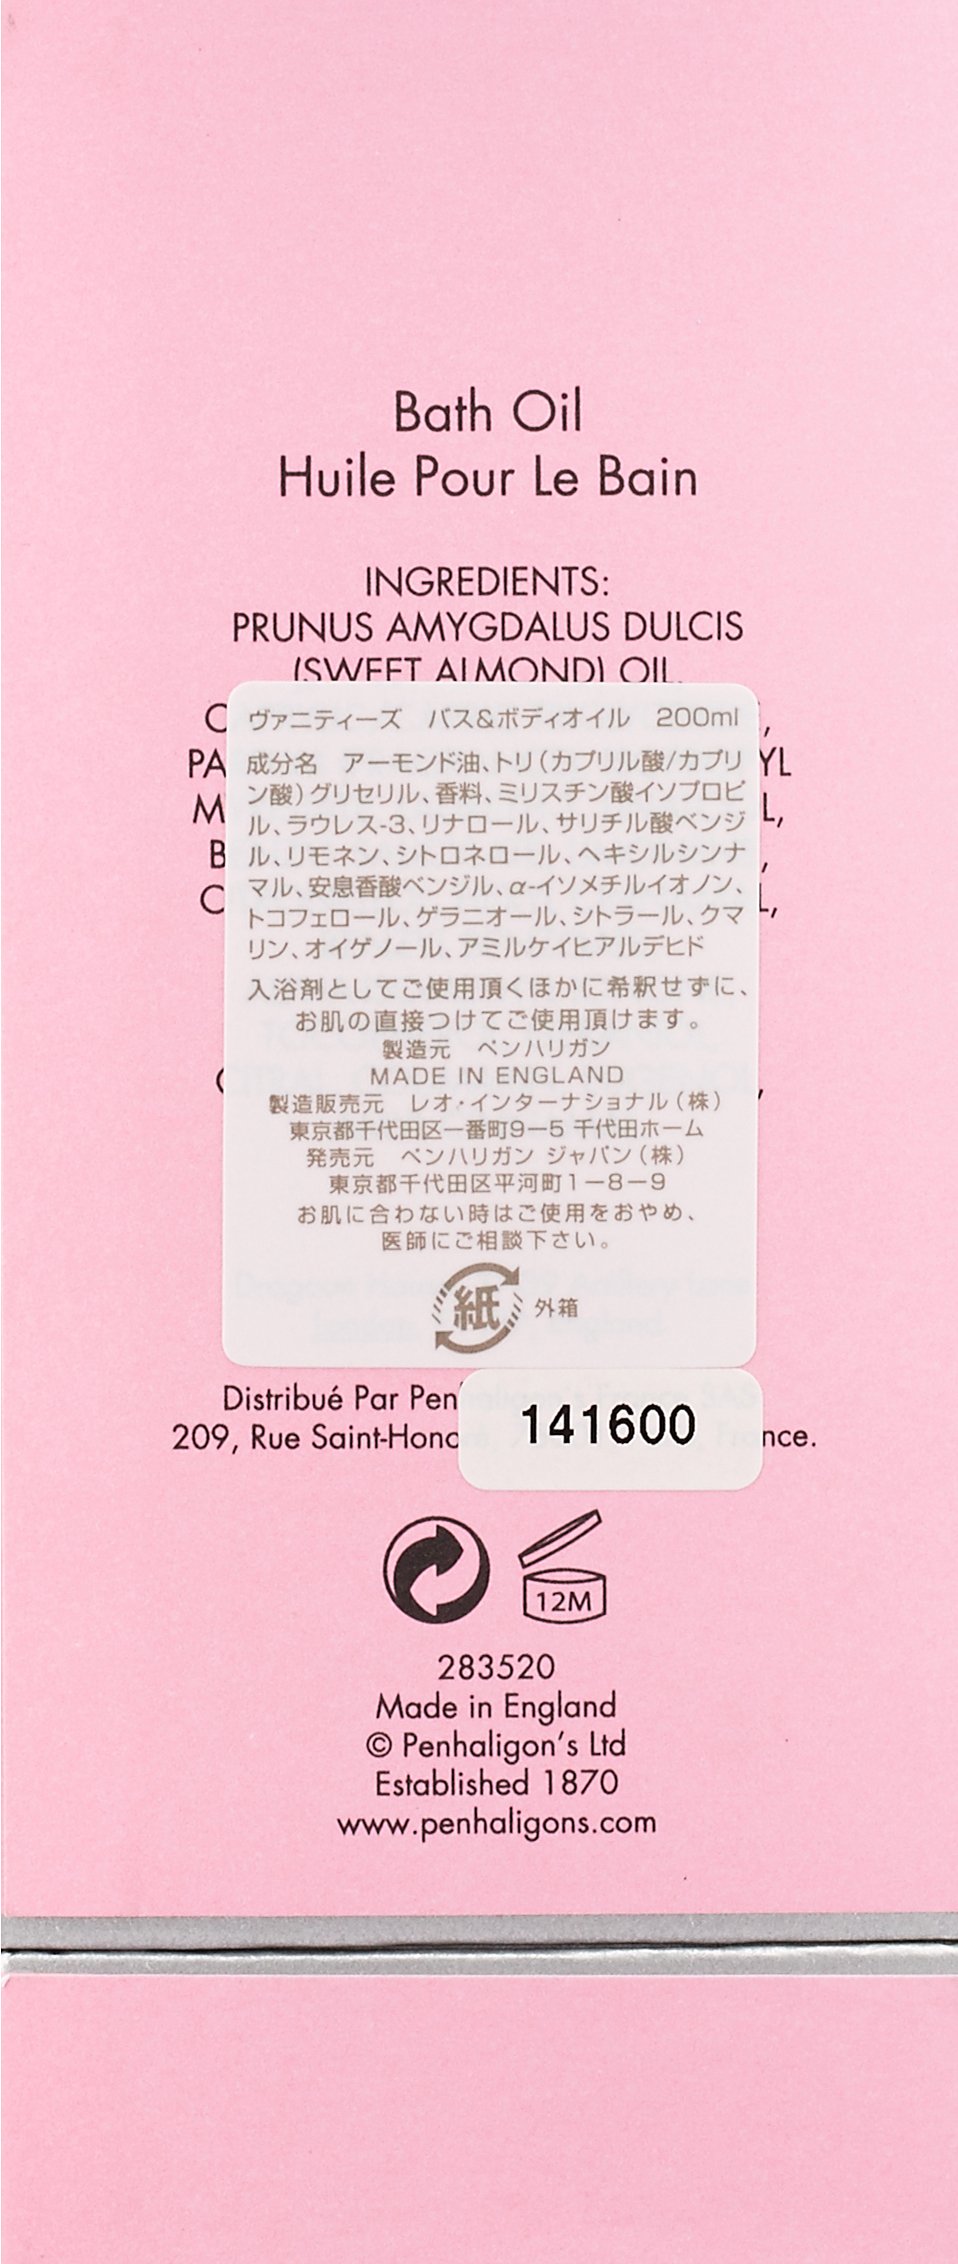 Bath Oil
Huile Pour Le Bain
INGREDIENTS:
PRUNUS AMYGDALUS DULCIS
(SWEET ALMOND) OIL,
ヴァニティーズ バス&ボディオイル 200ml
成分名 アーモンド油、トリ(カプリル酸/カプリ
ン酸)グリセリル、香料、ミリスチン酸イソプロピ
ル、ラウレス-3、リナロール、サリチル酸ベンジ
ル、リモネン、シトロネロール、ヘキシルシンナ
マル、安息香酸ベンジル、α-イソメチルイオノン、
トコフェロール、ゲラニオール、シトラール、クマ
リン、オイゲノール、アミルケイヒアルデヒド
入浴剤としてご使用頂くほかに希釈せずに、
お肌の直接つけてご使用頂けます。
製造元 ペンハリガン
MADE IN ENGLAND
製造販売元 レオ・インターナショナル(株)
東京都千代田区一番町9-5 千代田ホーム
発売元 ペンハリガン ジャパン(株)
東京都千代田区平河町1-8-9
お肌に合わない時はご使用をおやめ、
医師にご相談下さい。
紙 外箱
Distribué Par
209, Rue
141600
12M
283520
Made in England
© Penhaligon's Ltd
Established 1870
www.penhaligons.com